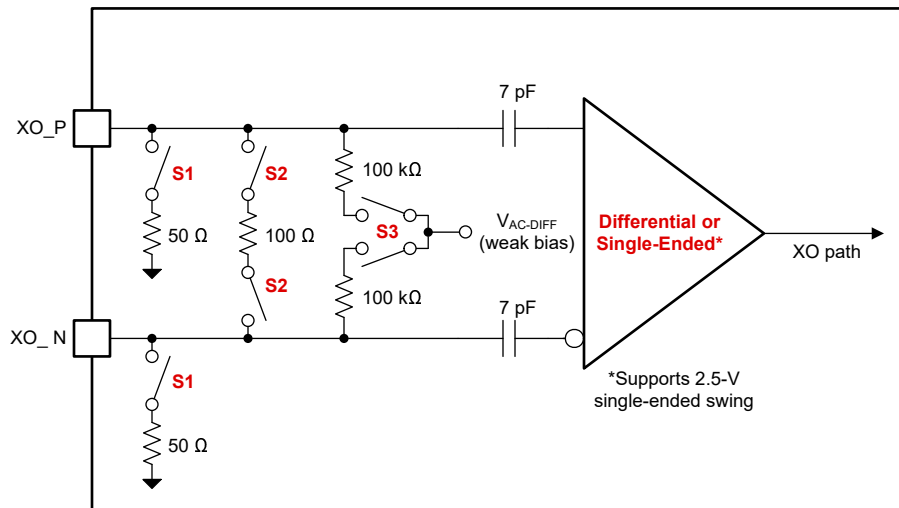 7 pF
XO_P
S1
S2
100 kΩ
50 Ω
100 Ω
S3
V_AC-DIFF
(weak bias)
Differential or
Single-Ended*
XO path
S2
100 kΩ
7 pF
XO_ N
S1
*Supports 2.5-V
single-ended swing
50 Ω